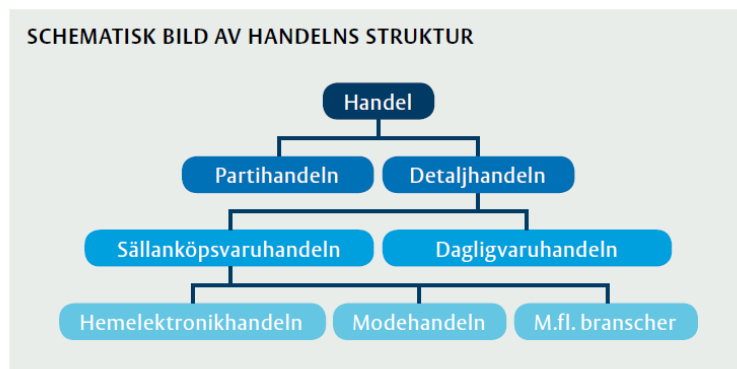 SCHEMATISK BILD AV HANDELNS STRUKTUR
Handel
Partihandeln
Detaljhandeln
Sällanköpsvaruhandeln
Dagligvaruhandeln
Hemelektronikhandeln
Modehandeln
M.fl. branscher